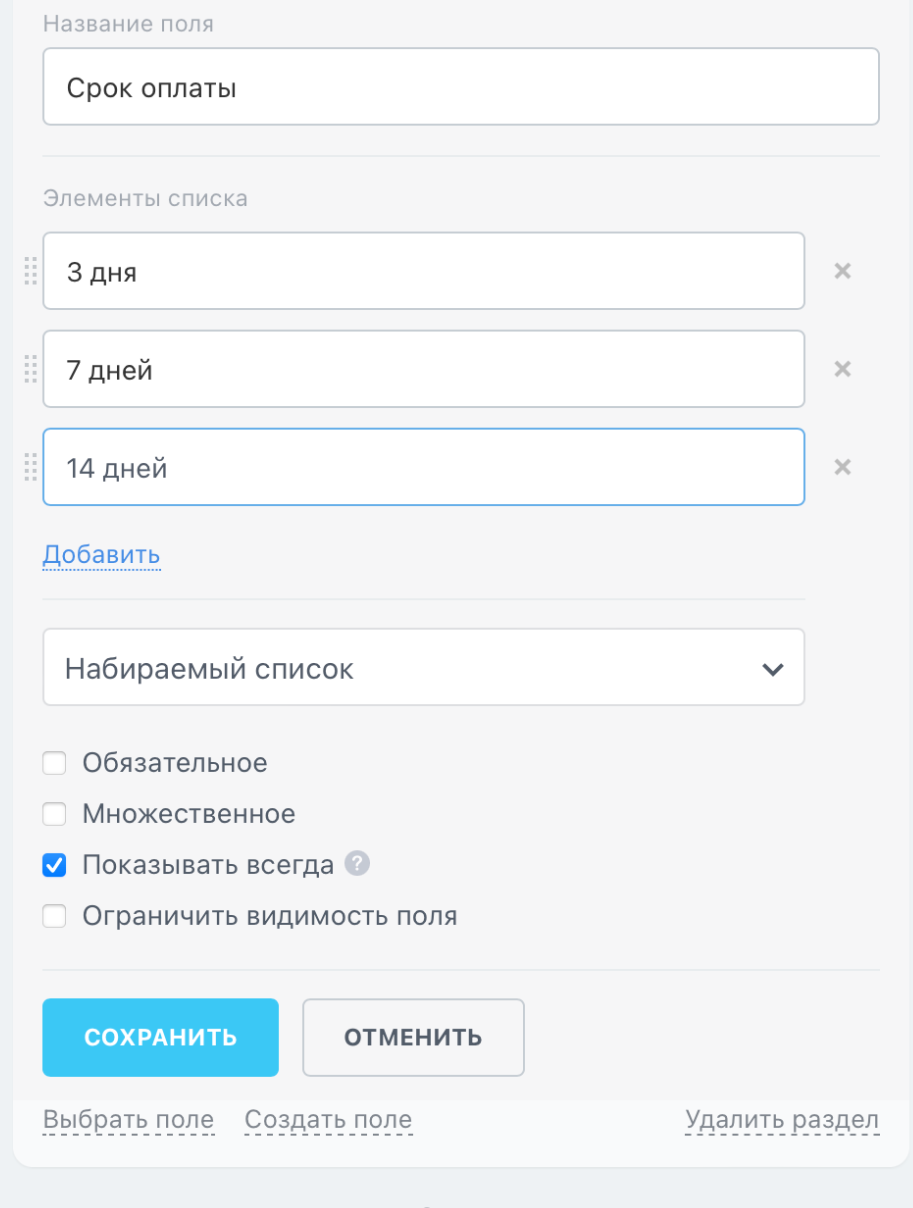 Название поля
Срок оплаты
Элементы списка
3 дня
7 дней
14 дней
Добавить
Набираемый список
Обязательное
Множественное
Показывать всегда ?
Ограничить видимость поля
СОХРАНИТЬ ОТМЕНИТЬ
Выбрать поле Создать поле Удалить раздел